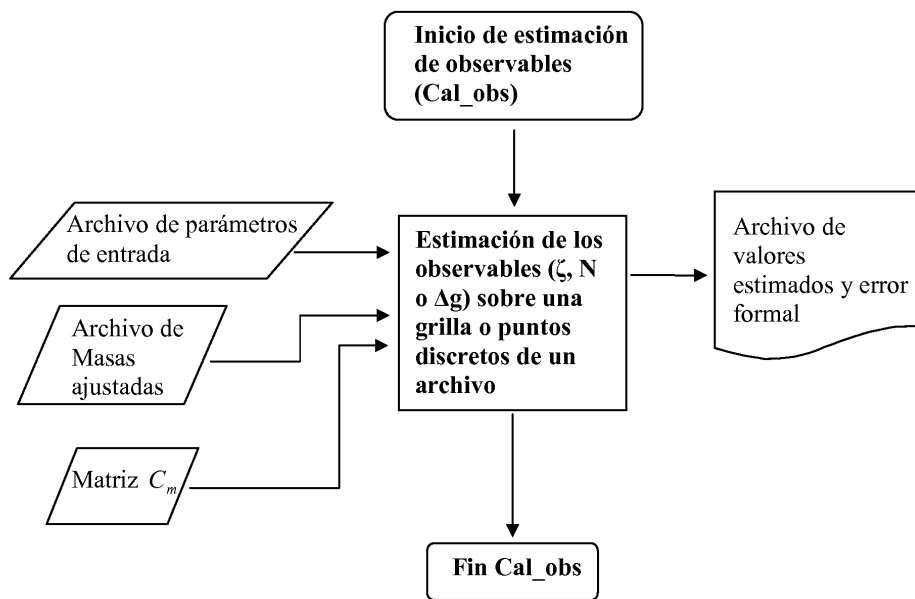 Inicio de estimación
de observables
(Cal_obs)
Archivo de parámetros
de entrada
Archivo de
Masas
ajustadas
Matriz C_m
Estimación de los
observables (ζ, N
o Δg) sobre una
grilla o puntos
discretos de un
archivo
Archivo de
valores
estimados y error
formal
Fin Cal_obs